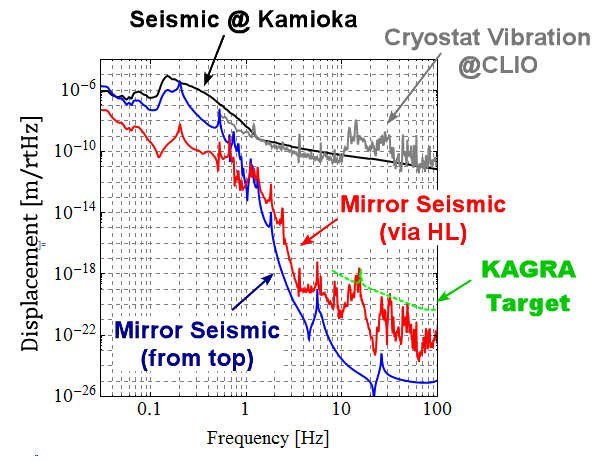 Seismic @ Kamioka
Cryostat Vibration
@CLIO
Displacement [m/rtHz]
10−6
10−10
10−14
10−18
10−22
10−26
Mirror Seismic
(via HL)
KAGRA
Target
Mirror Seismic
(from top)
0.1
1
10
100
Frequency [Hz]